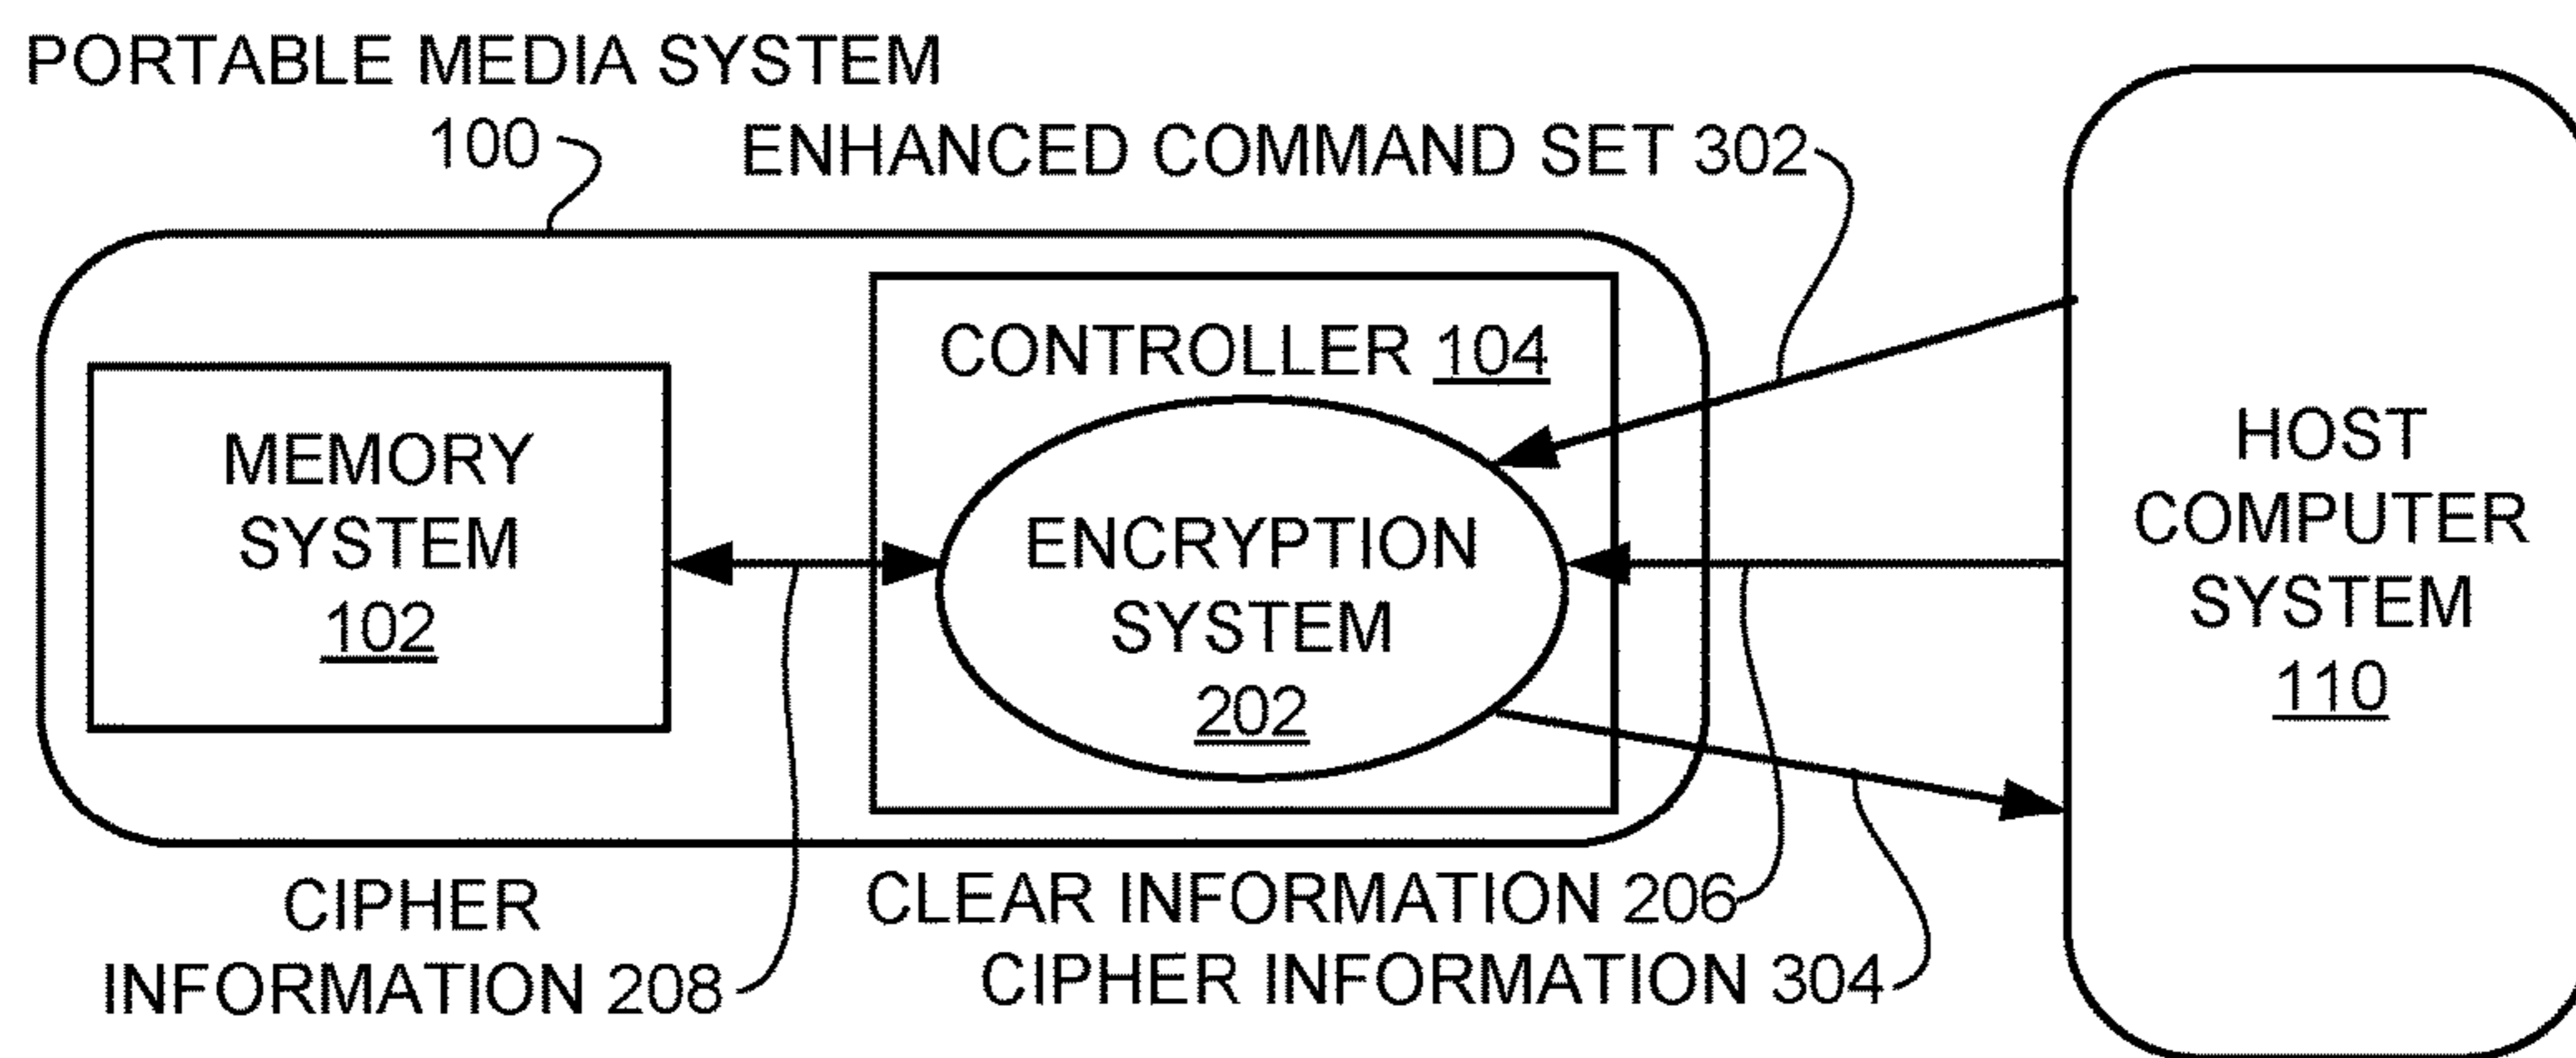 PORTABLE MEDIA SYSTEM
100
ENHANCED COMMAND SET 302
CONTROLLER 104
MEMORY
SYSTEM
102
ENCRYPTION
SYSTEM
202
HOST
COMPUTER
SYSTEM
110
CIPHER
INFORMATION 208
CLEAR INFORMATION 206
CIPHER INFORMATION 304